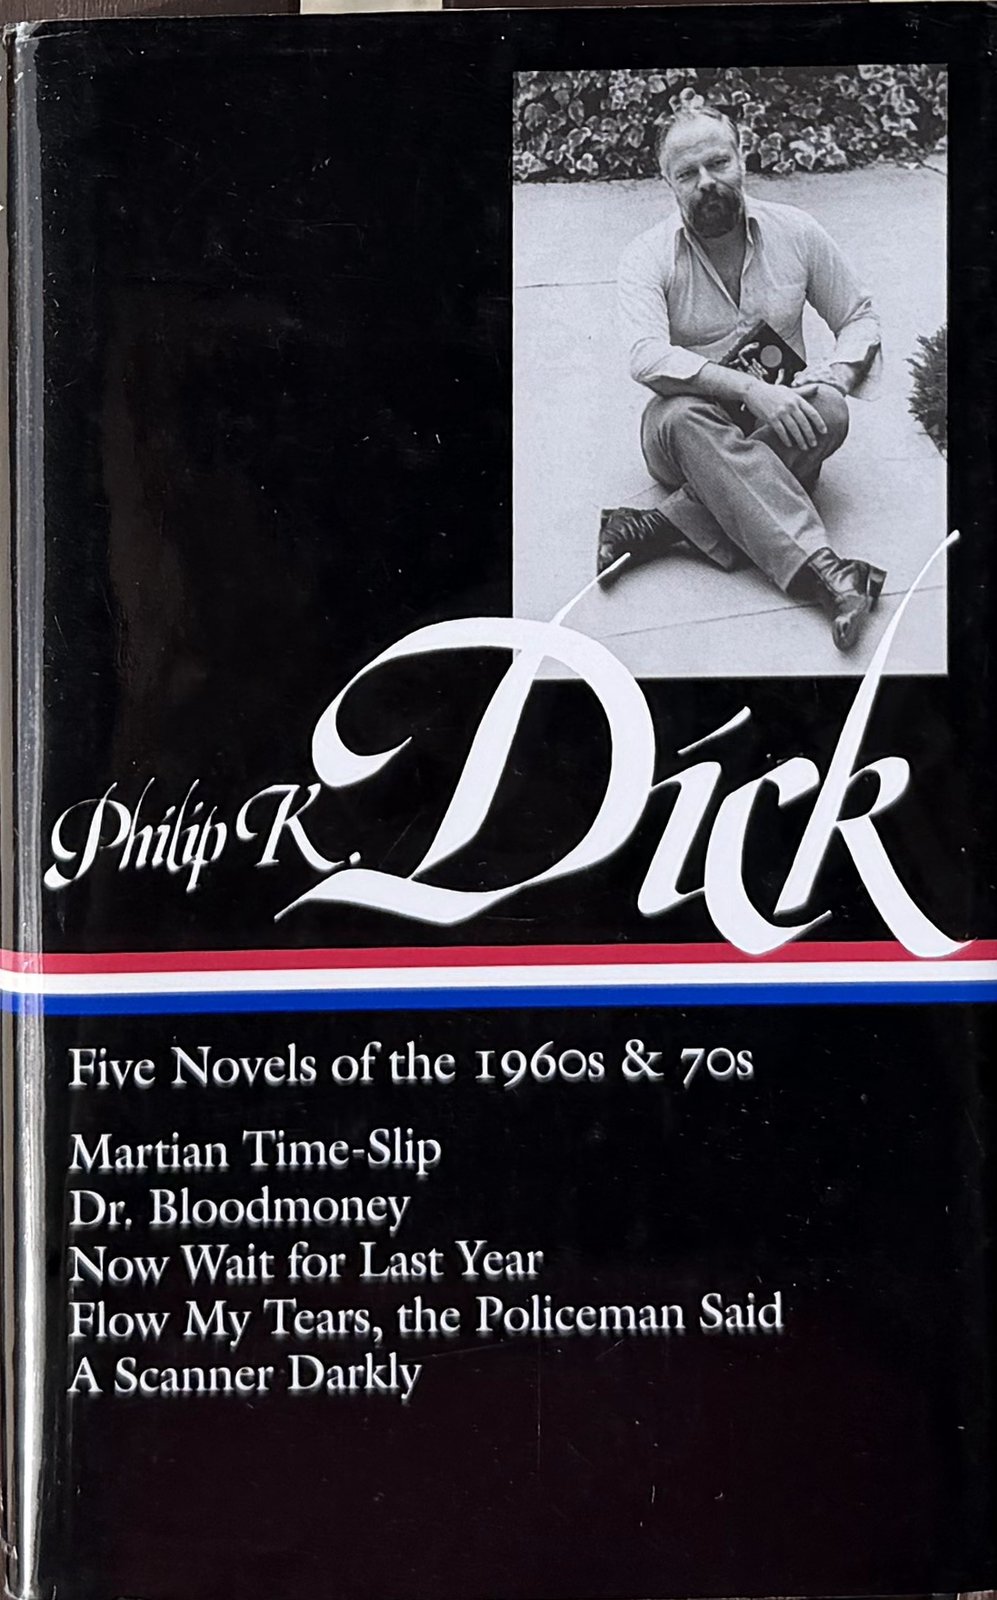 Philip K. Dick
Five Novels of the 1960s & 70s
Martian Time-Slip
Dr. Bloodmoney
Now Wait for Last Year
Flow My Tears, the Policeman Said
A Scanner Darkly